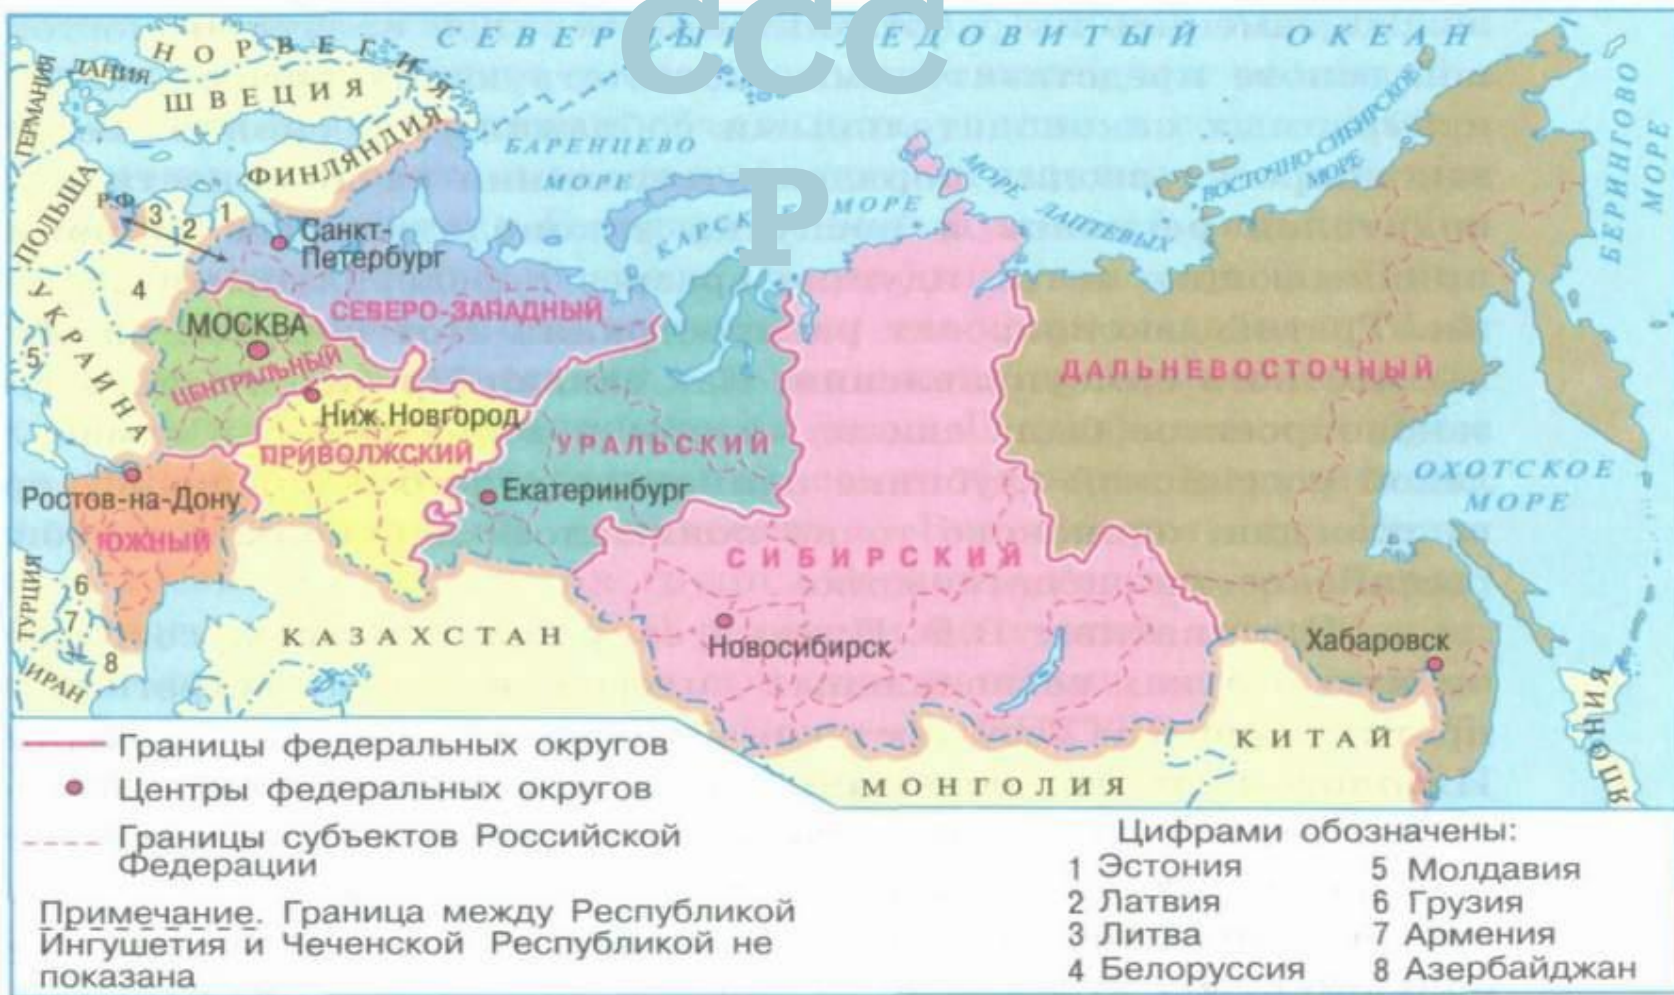 ССС
Р
СЕВЕРНЫЙ ЛЕДОВИТЫЙ ОКЕАН
НОРВЕГИЯ
ДАНИЯ
ШВЕЦИЯ
ГЕРМАНИЯ
ФИНЛЯНДИЯ
ПОЛЬША
БАРЕНЦЕВО
МОРЕ
КАРСКОЕ МОРЕ
МОРЕ ЛАПТЕВЫХ
ВОСТОЧНО-СИБИРСКОЕ
МОРЕ
БЕРИНГОВО
МОРЕ
Р.Ф.
3
2
1
Санкт-
Петербург
4
УКРАИНА
5
МОСКВА
СЕВЕРО-ЗАПАДНЫЙ
ЦЕНТРАЛЬНЫЙ
Ниж.Новгород
ПРИВОЛЖСКИЙ
УРАЛЬСКИЙ
ДАЛЬНЕВОСТОЧНЫЙ
Ростов-на-Дону
Екатеринбург
ОХОТСКОЕ
МОРЕ
ЮЖНЫЙ
СИБИРСКИЙ
ТУРЦИЯ
6
7
8
ИРАН
КАЗАХСТАН
Новосибирск
Хабаровск
ЯПОНИЯ
КИТАЙ
МОНГОЛИЯ
Границы федеральных округов
Центры федеральных округов
Границы субъектов Российской
Федерации
Примечание. Граница между Республикой
Ингушетия и Чеченской Республикой не
показана
Цифрами обозначены:
1 Эстония
2 Латвия
3 Литва
4 Белоруссия
5 Молдавия
6 Грузия
7 Армения
8 Азербайджан